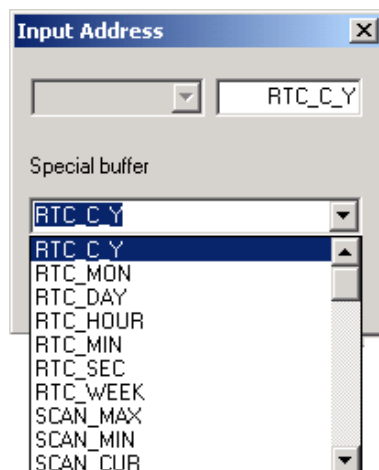 Input Address
RTC_C_Y
Special buffer
RTC_C_Y
RTC_C_Y
RTC_MON
RTC_DAY
RTC_HOUR
RTC_MIN
RTC_SEC
RTC_WEEK
SCAN_MAX
SCAN_MIN
SCAN_CUR